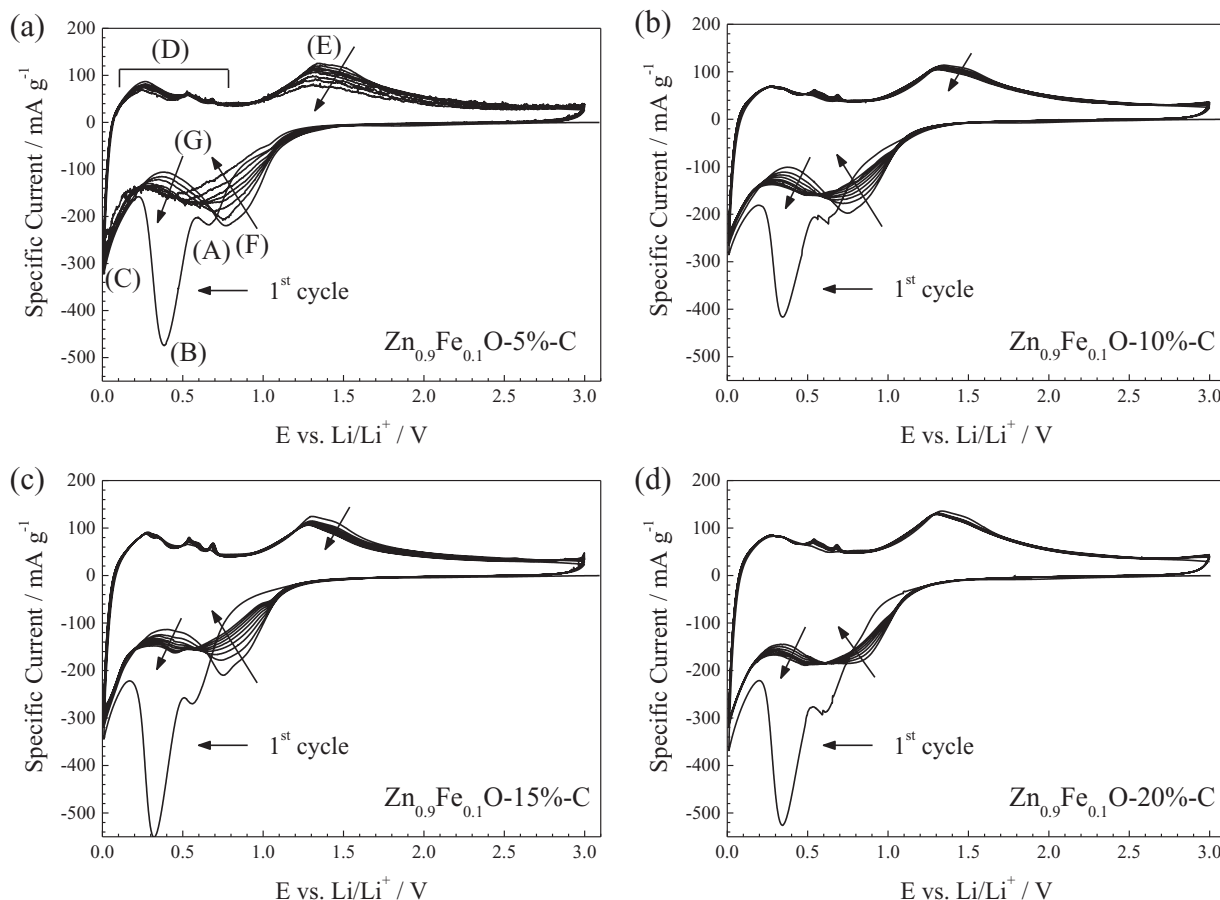 (a)
200
100
0
-100
-200
-300
-400
-500
Specific Current / mA g⁻¹
(D)
(E)
(G)
(A)
(F)
(C)
1st cycle
(B)
Zn0.9Fe0.1O-5%-C
0.0 0.5 1.0 1.5 2.0 2.5 3.0
E vs. Li/Li⁺ / V
(b)
200
100
0
-100
-200
-300
-400
-500
Specific Current / mA g⁻¹
1st cycle
Zn0.9Fe0.1O-10%-C
0.0 0.5 1.0 1.5 2.0 2.5 3.0
E vs. Li/Li⁺ / V
(c)
200
100
0
-100
-200
-300
-400
-500
Specific Current / mA g⁻¹
1st cycle
Zn0.9Fe0.1O-15%-C
0.0 0.5 1.0 1.5 2.0 2.5 3.0
E vs. Li/Li⁺ / V
(d)
200
100
0
-100
-200
-300
-400
-500
Specific Current / mA g⁻¹
1st cycle
Zn0.9Fe0.1O-20%-C
0.0 0.5 1.0 1.5 2.0 2.5 3.0
E vs. Li/Li⁺ / V